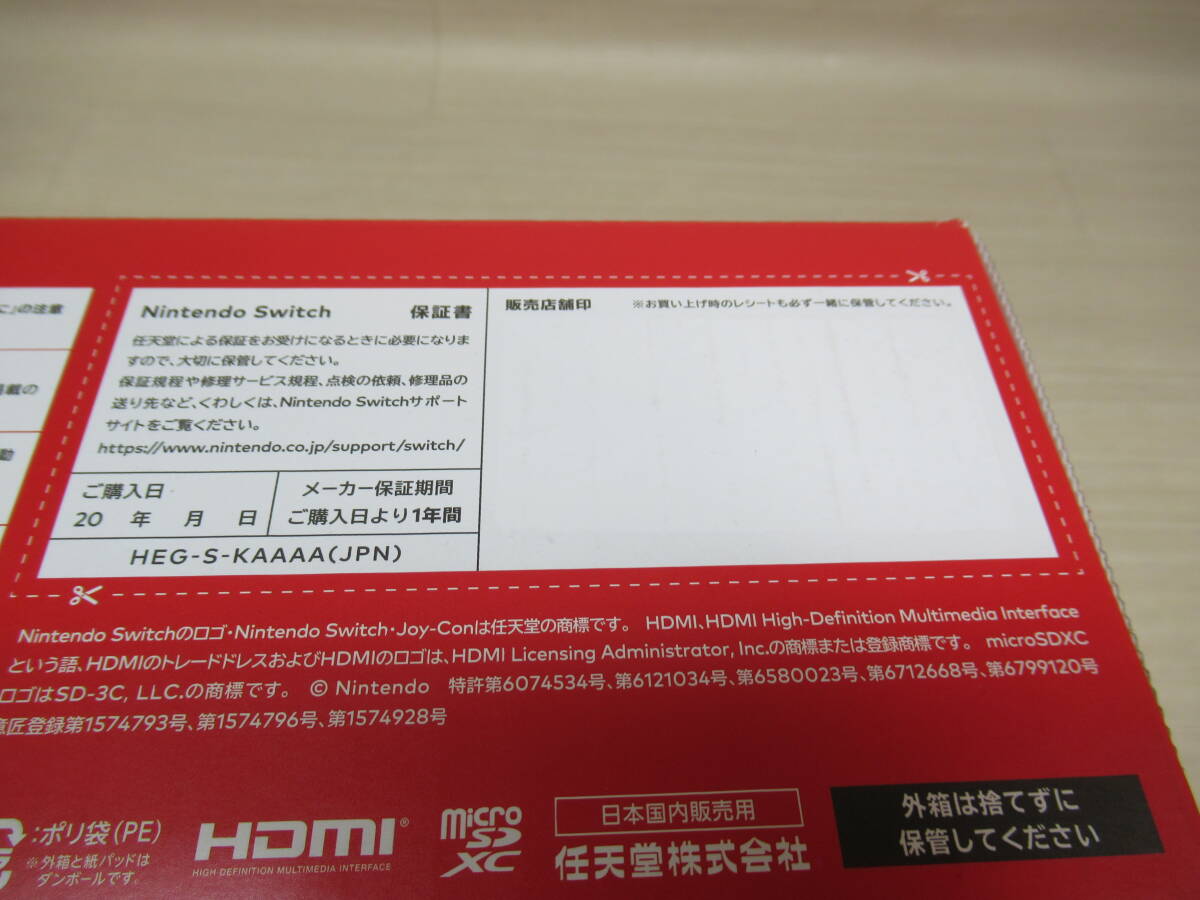 こ」の注意
載の
動
Nintendo Switch 保証書
任天堂による保証をお受けになるときに必要になりま
すので、大切に保管してください。
保証規程や修理サービス規程、点検の依頼、修理品の
送り先など、くわしくは、Nintendo Switchサポート
サイトをご覧ください。
https://www.nintendo.co.jp/support/switch/
ご購入日
20 年 月 日
メーカー保証期間
ご購入日より1年間
HEG-S-KAAAA(JPN)
販売店舗印 ※お買い上げ時のレシートも必ず一緒に保管してください。
Nintendo Switchのロゴ・Nintendo Switch・Joy-Conは任天堂の商標です。 HDMI、HDMI High-Definition Multimedia Interface
という語、HDMIのトレードドレスおよびHDMIのロゴは、HDMI Licensing Administrator, Inc.の商標または登録商標です。 microSDXC
ロゴはSD-3C, LLC.の商標です。 © Nintendo 特許第6074534号、第6121034号、第6580023号、第6712668号、第6799120号
意匠登録第1574793号、第1574796号、第1574928号
:ポリ袋(PE)
※外箱と紙パッドは
ダンボールです。
HDMI®
HIGH DEFINITION MULTIMEDIA INTERFACE
micro
SD
XC
日本国内販売用
任天堂株式会社
外箱は捨てずに
保管してください